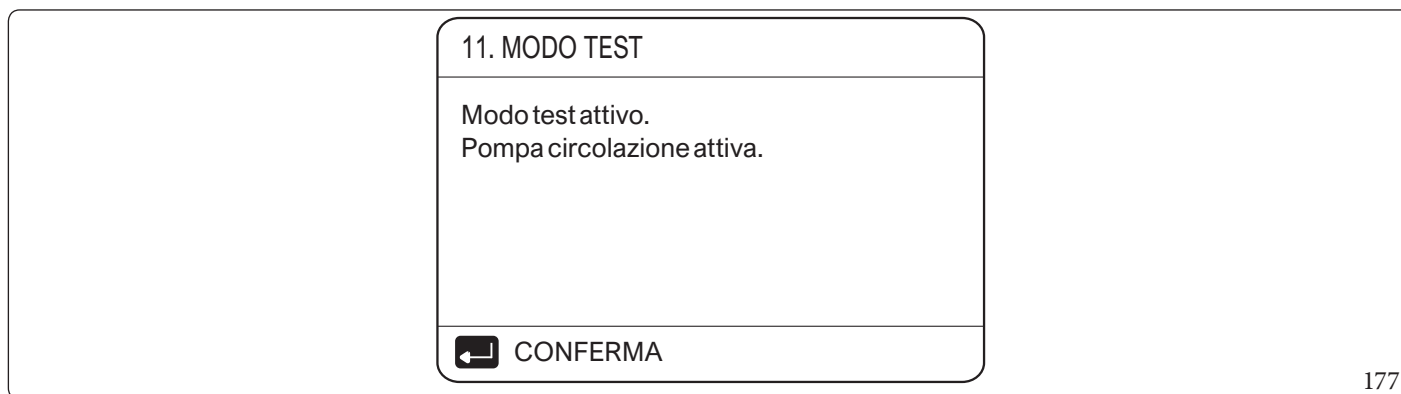 11. MODO TEST
Modo test attivo.
Pompa circolazione attiva.
CONFERMA
177